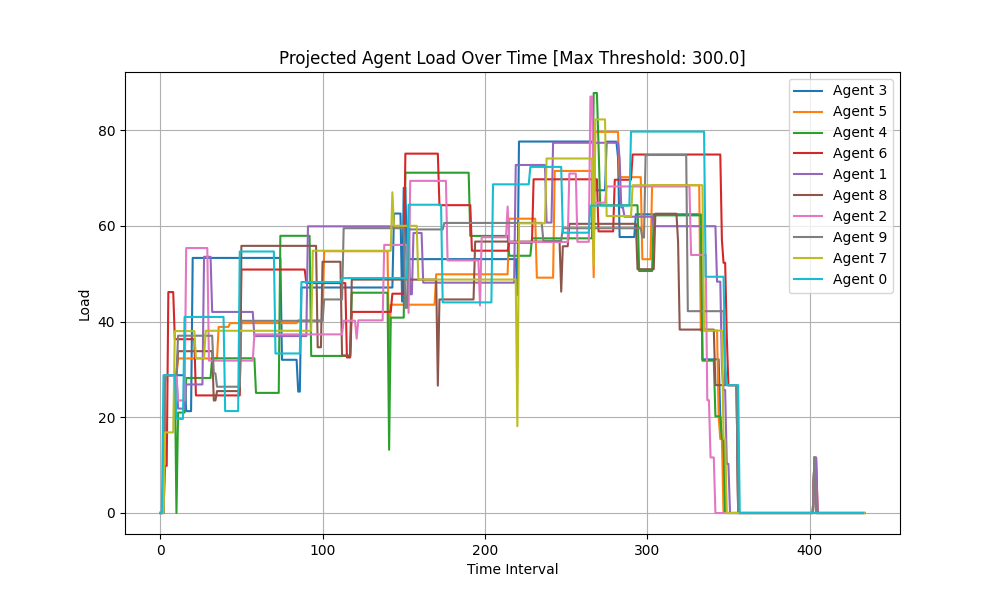 Projected Agent Load Over Time [Max Threshold: 300.0]
Load
80
60
40
20
0
0 100 200 300 400
Time Interval
Agent 3
Agent 5
Agent 4
Agent 6
Agent 1
Agent 8
Agent 2
Agent 9
Agent 7
Agent 0